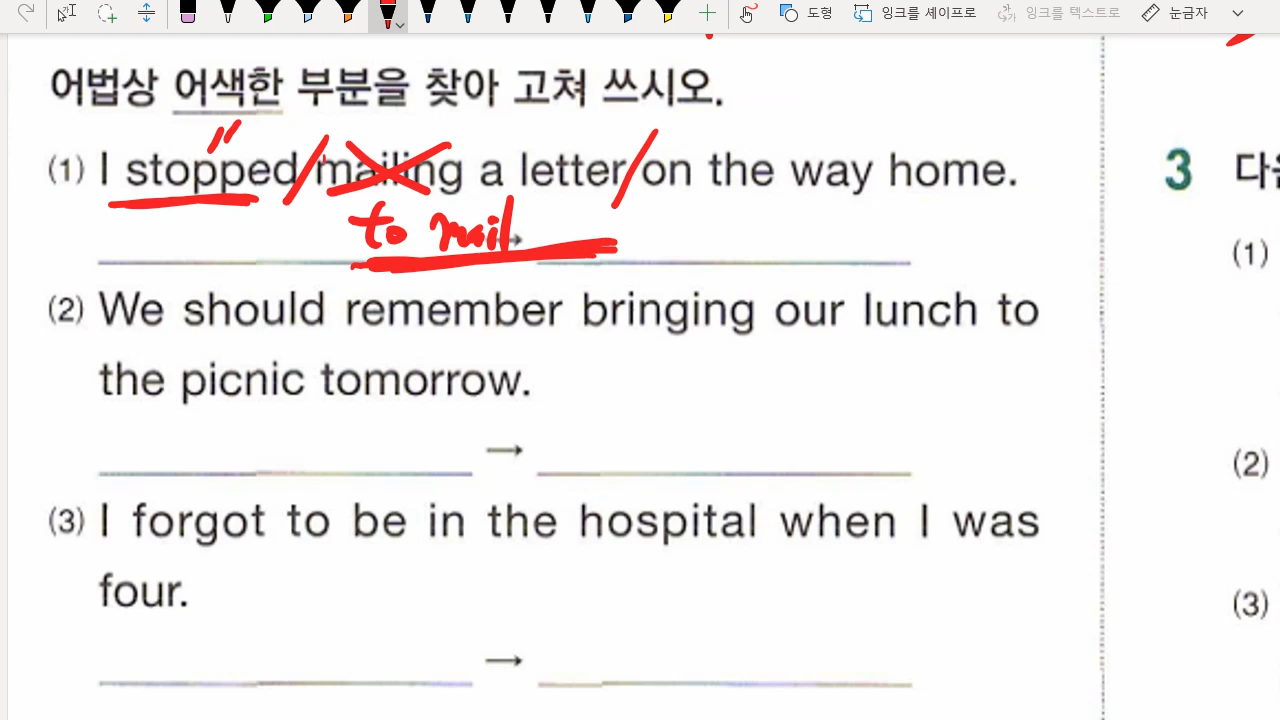 도형 잉크를 셰이프로 잉크를 텍스트로 눈금자
어법상 어색한 부분을 찾아 고쳐 쓰시오.
(1) I stopped mailing a letter on the way home.
to mail
→
(2) We should remember bringing our lunch to
the picnic tomorrow.
→
(3) I forgot to be in the hospital when I was
four.
→
3
(1)
(2)
(3)